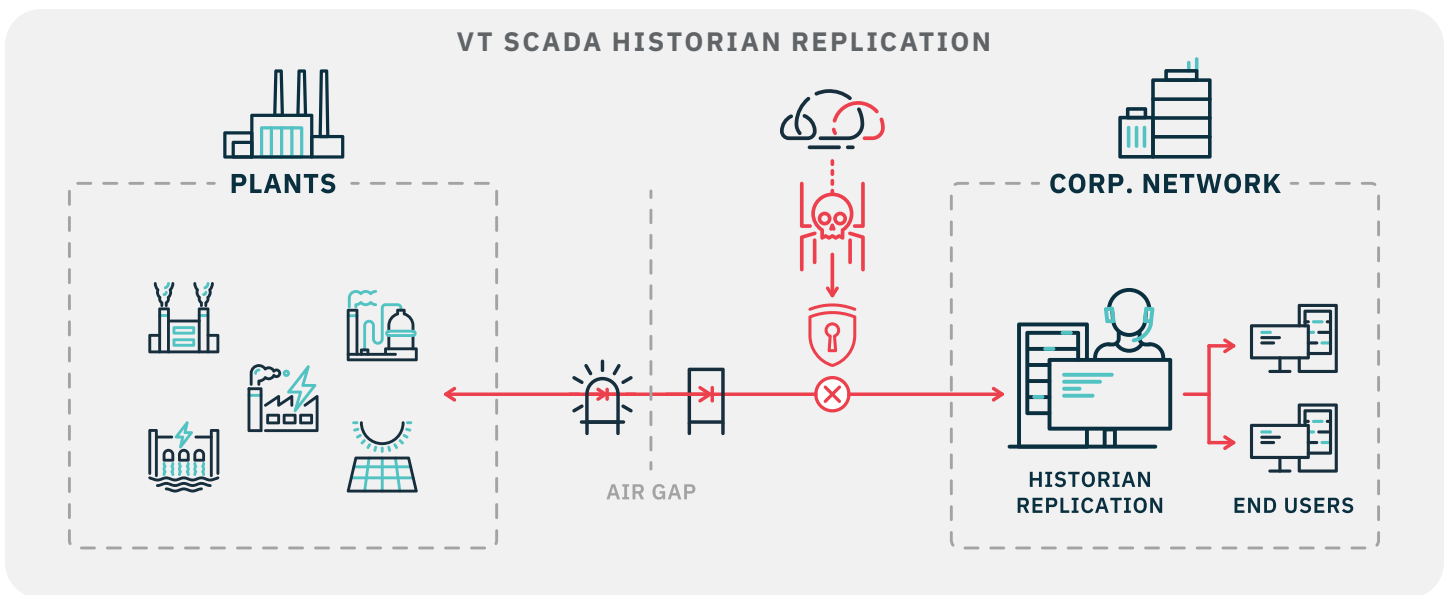 VT SCADA HISTORIAN REPLICATION
PLANTS
CORP. NETWORK
AIR GAP
HISTORIAN
REPLICATION
END USERS